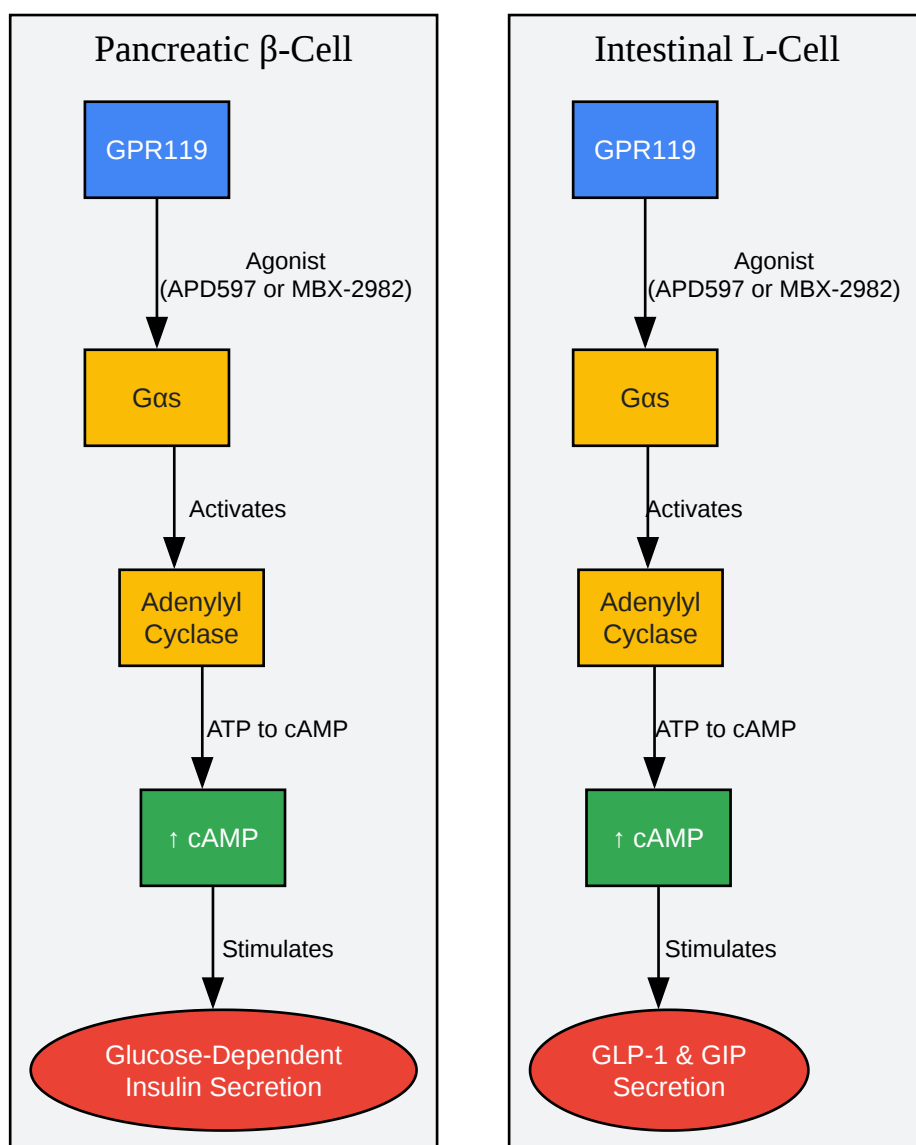 Pancreatic β-Cell
GPR119
Agonist
(APD597 or MBX-2982)
Gαs
Activates
Adenylyl
Cyclase
ATP to cAMP
↑ cAMP
Stimulates
Glucose-Dependent
Insulin Secretion
Intestinal L-Cell
GPR119
Agonist
(APD597 or MBX-2982)
Gαs
Activates
Adenylyl
Cyclase
ATP to cAMP
↑ cAMP
Stimulates
GLP-1 & GIP
Secretion